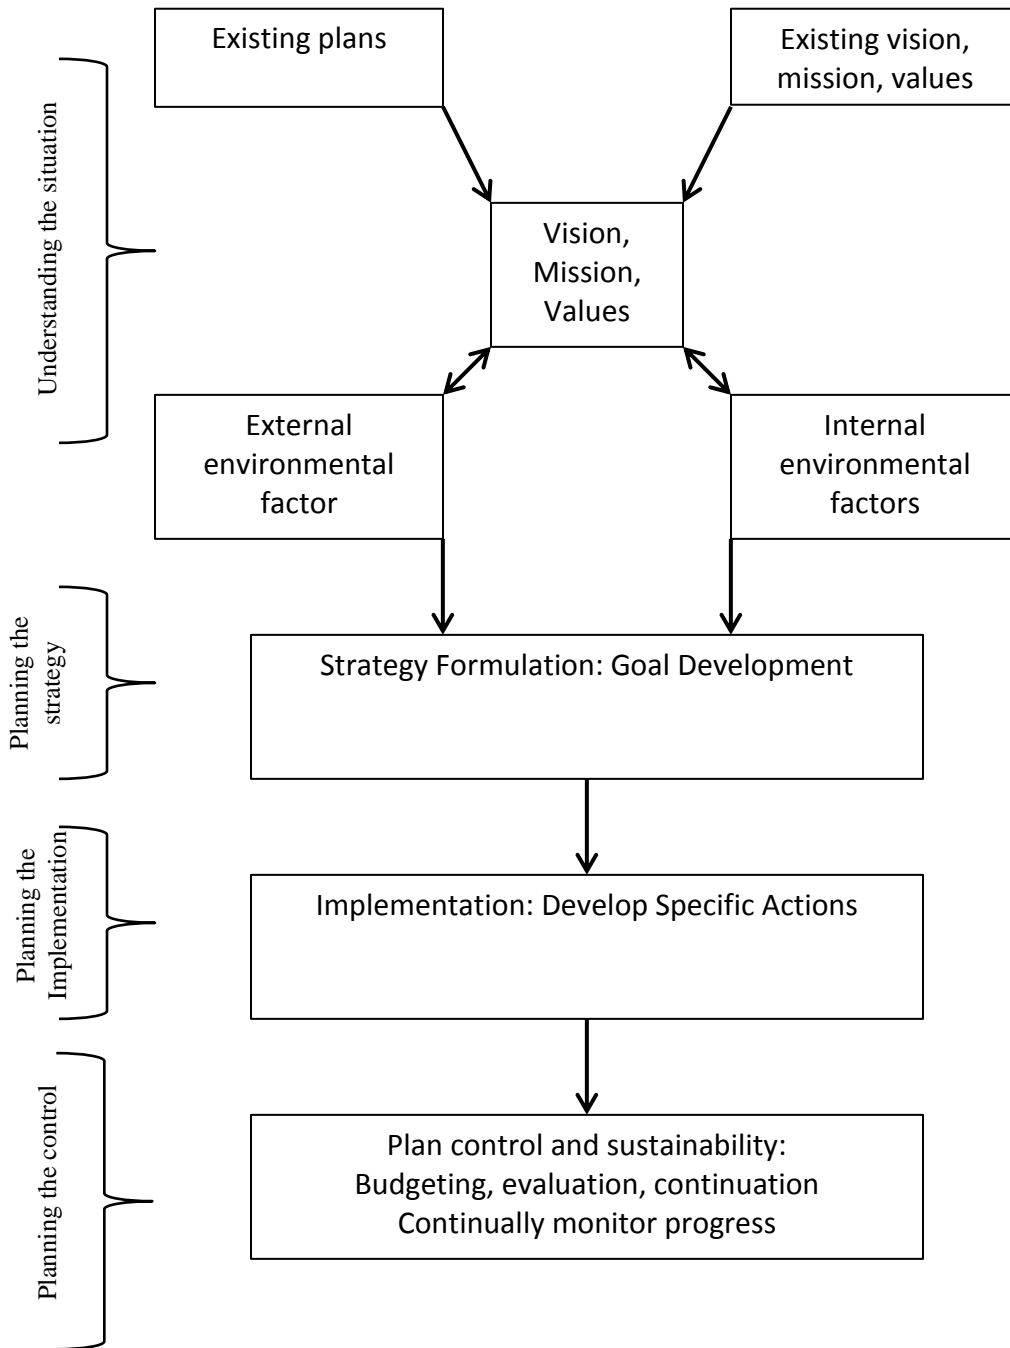 Existing plans
Existing vision,
mission, values
Understanding the situation
Vision,
Mission,
Values
External
environmental
factor
Internal
environmental
factors
Planning the
strategy
Strategy Formulation: Goal Development
Planning the
Implementation
Implementation: Develop Specific Actions
Planning the control
Plan control and sustainability:
Budgeting, evaluation, continuation
Continually monitor progress